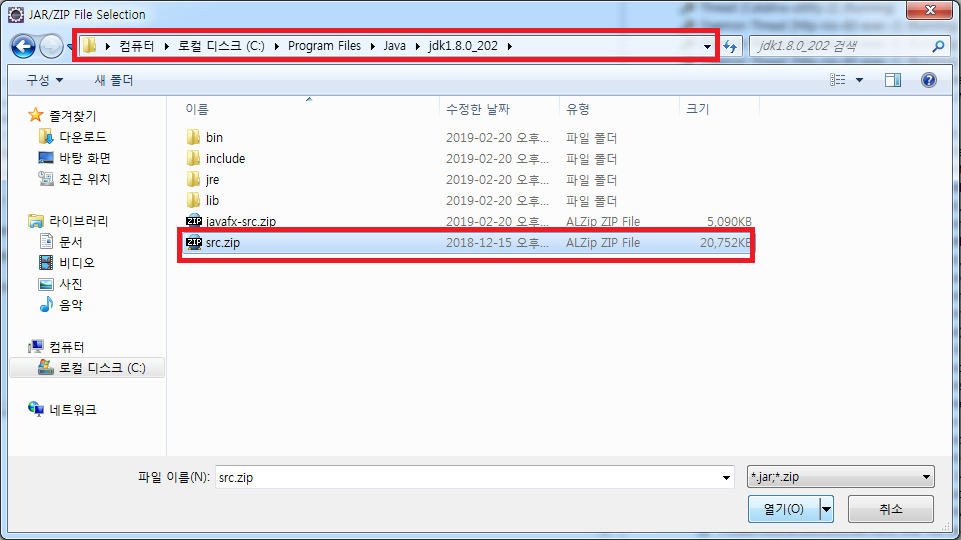 JAR/ZIP File Selection
컴퓨터 로컬 디스크 (C:) Program Files Java jdk1.8.0_202
jdk1.8.0_202 검색
구성 새 폴더
즐겨찾기
다운로드
바탕 화면
최근 위치
라이브러리
문서
비디오
사진
음악
컴퓨터
로컬 디스크 (C:)
네트워크
이름 수정한 날짜 유형 크기
bin 2019-02-20 오후... 파일 폴더
include 2019-02-20 오후... 파일 폴더
jre 2019-02-20 오후... 파일 폴더
lib 2019-02-20 오후... 파일 폴더
ZIP javafx-src.zip 2019-02-20 오후... ALZip ZIP File 5,090KB
ZIP src.zip 2018-12-15 오후... ALZip ZIP File 20,752KB
파일 이름(N): src.zip *.jar;*.zip
열기(O) 취소